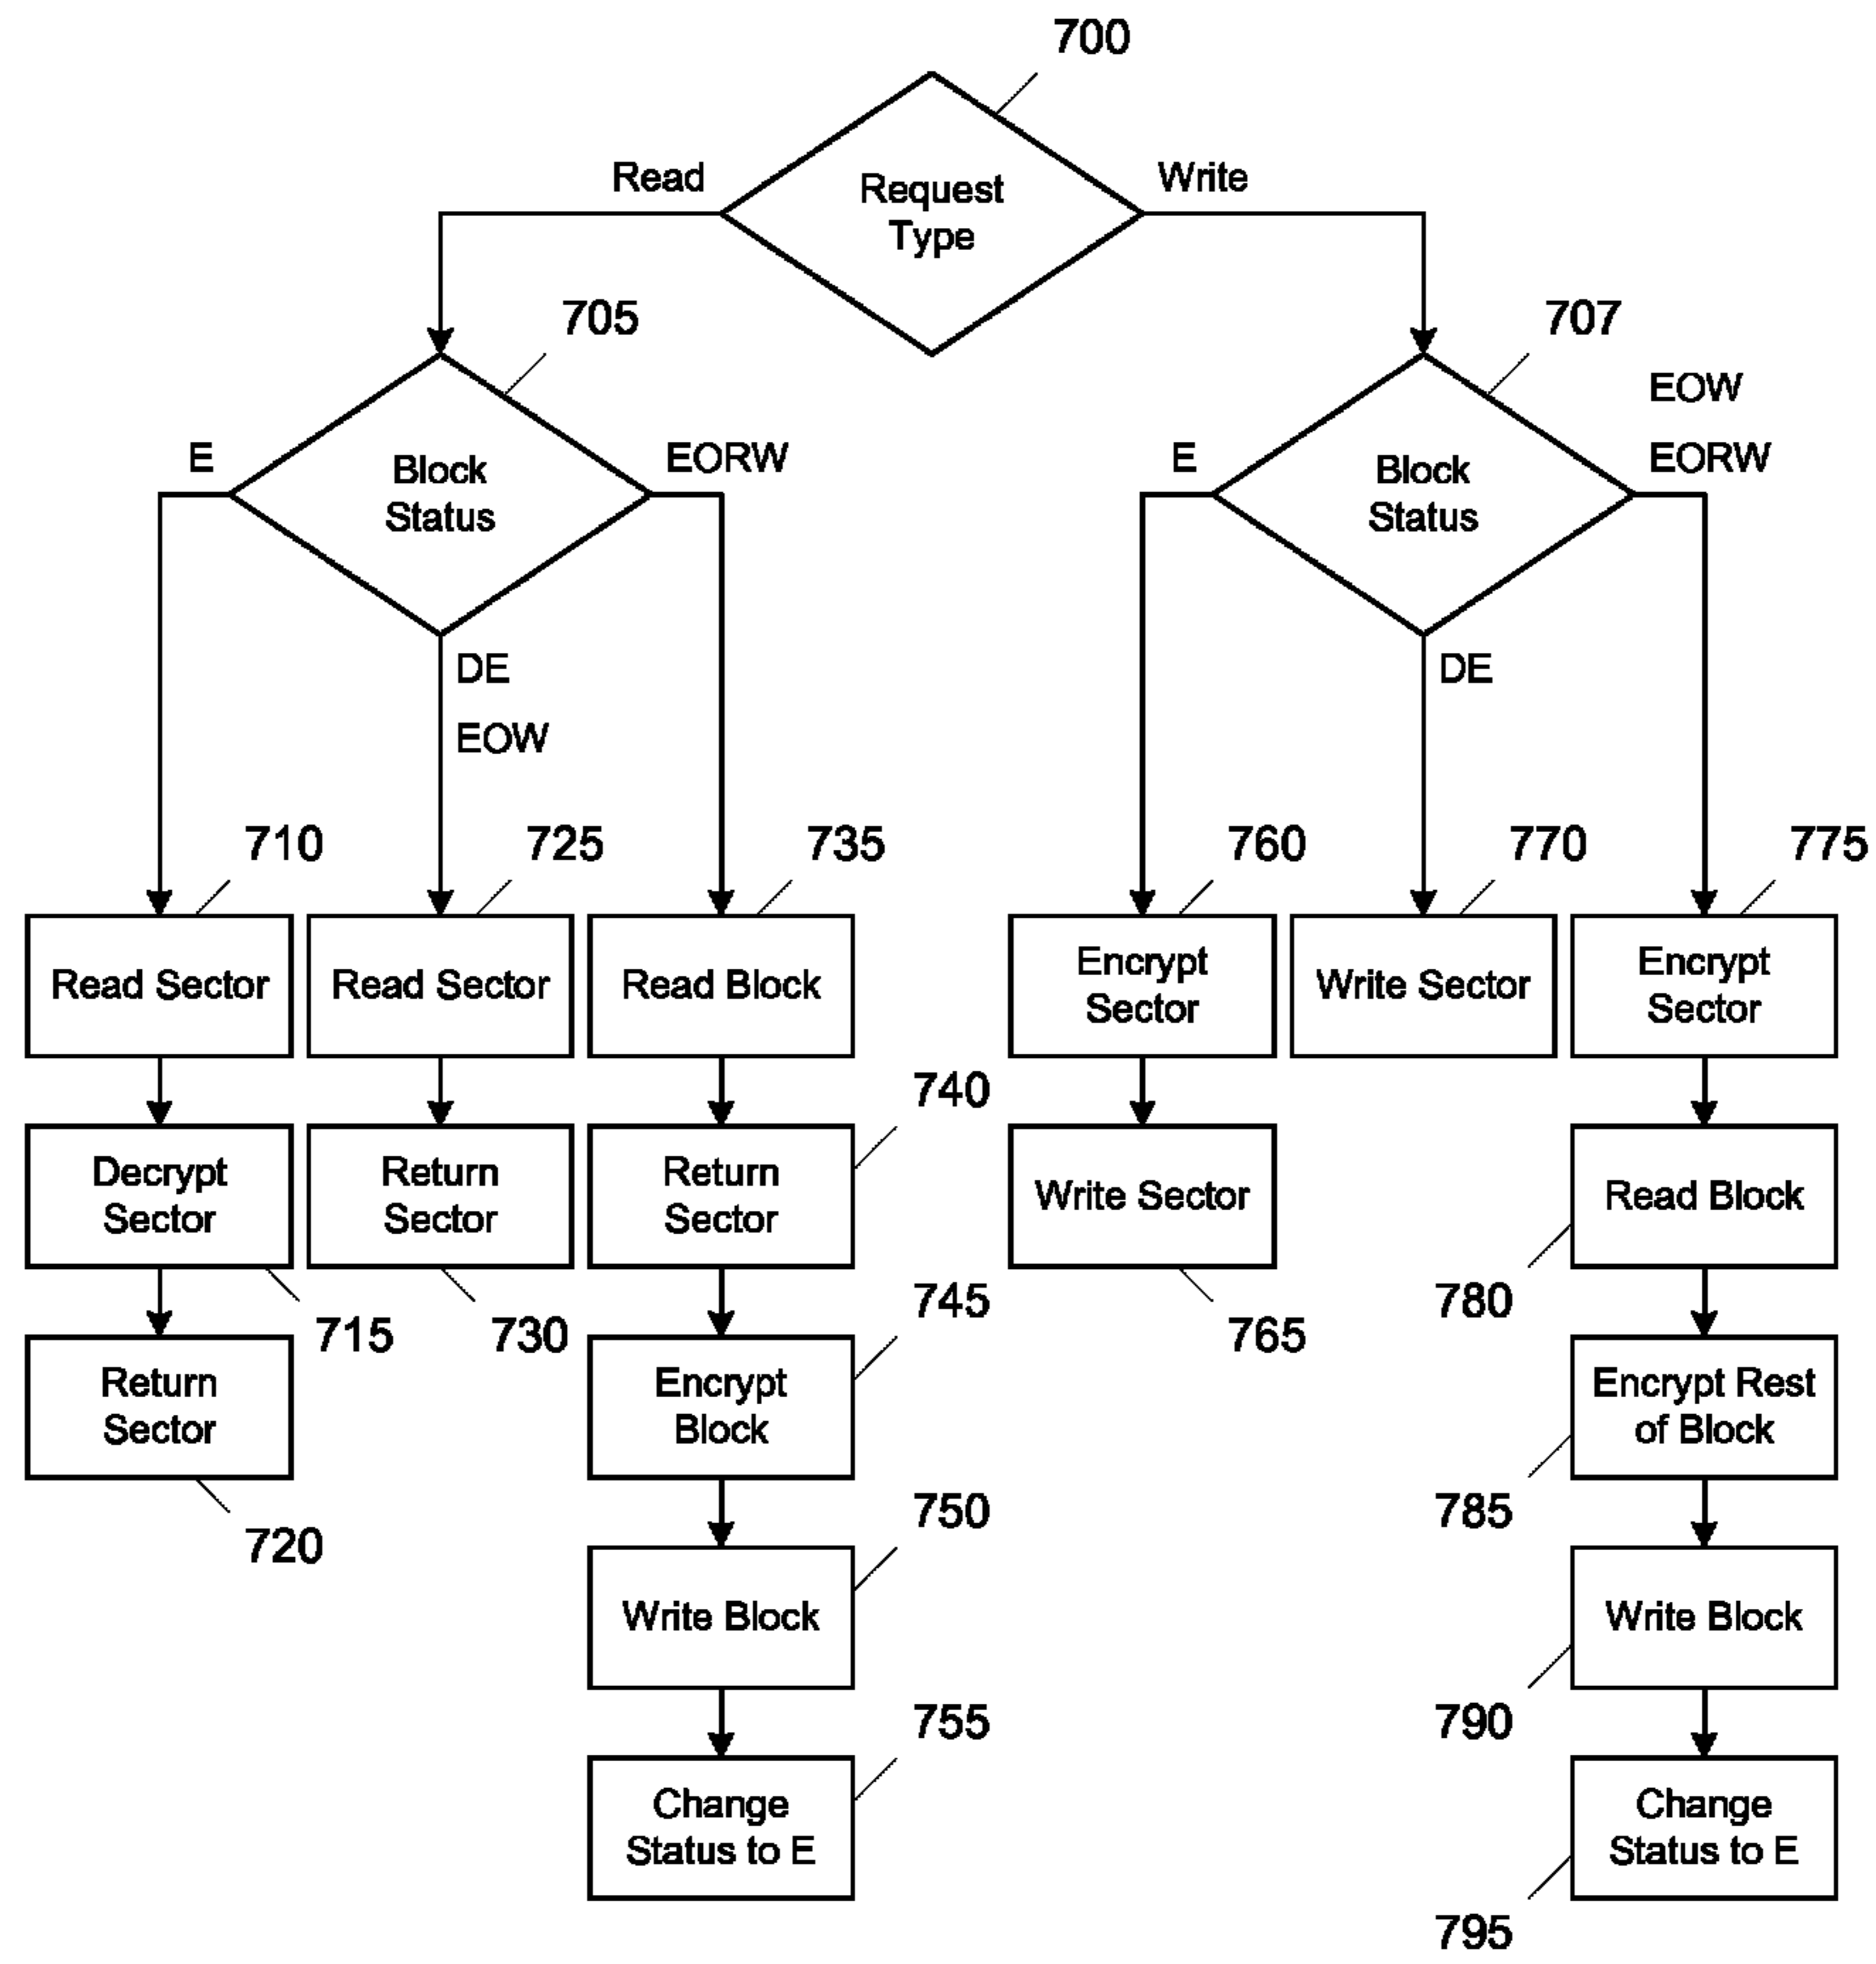 700
Read
Write
Request
Type
705
707
EOW
E
EORW
E
EORW
Block
Status
Block
Status
DE
DE
EOW
710
725
735
760
770
775
Read Sector
Read Sector
Read Block
Encrypt
Sector
Write Sector
Encrypt
Sector
740
Decrypt
Sector
Return
Sector
Return
Sector
Write Sector
Read Block
715
730
745
765
780
Return
Sector
Encrypt
Block
Encrypt Rest
of Block
720
750
785
Write Block
Write Block
755
790
Change
Status to E
Change
Status to E
795